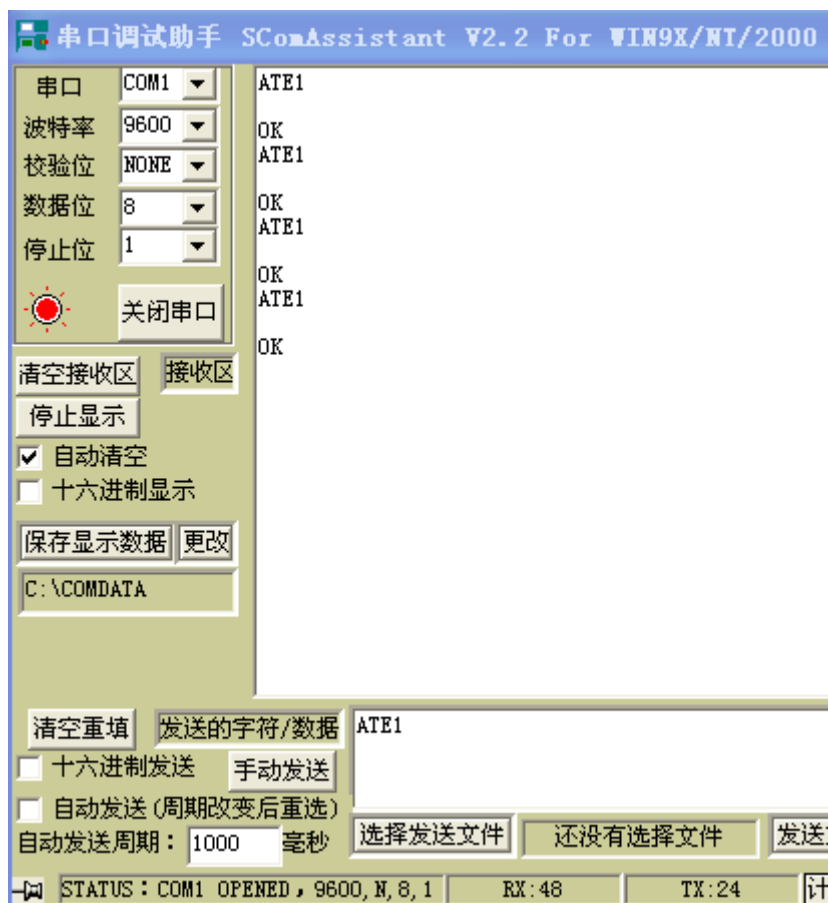 串口调试助手 SComAssistant V2.2 For WIN9X/NT/2000
串口 COM1
波特率 9600
校验位 NONE
数据位 8
停止位 1
关闭串口
清空接收区 接收区
停止显示
自动清空
十六进制显示
保存显示数据 更改
C:\COMDATA
ATE1
OK
ATE1
OK
ATE1
OK
ATE1
OK
清空重填 发送的字符/数据 ATE1
十六进制发送 手动发送
自动发送(周期改变后重选)
自动发送周期: 1000 毫秒 选择发送文件 还没有选择文件 发送
STATUS:COM1 OPENED,9600,N,8,1 RX:48 TX:24 计